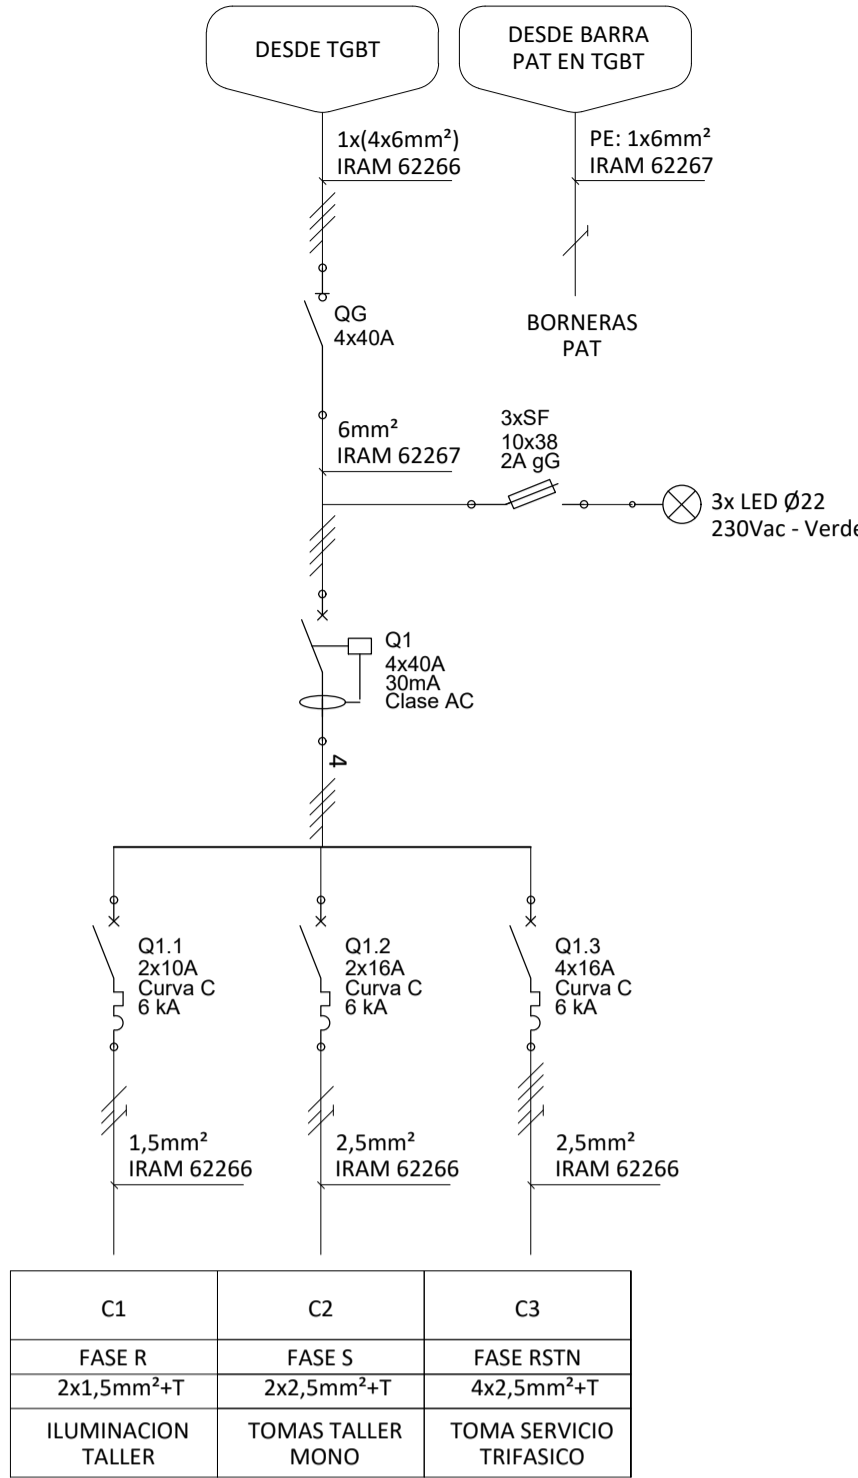 DESDE TGBT
DESDE BARRA
PAT EN TGBT
1x(4x6mm²)
IRAM 62266
PE: 1x6mm²
IRAM 62267
QG
4x40A
BORNERAS
PAT
6mm²
IRAM 62267
3xSF
10x38
2A gG
3x LED Ø22
230Vac - Verde
Q1
4x40A
30mA
Clase AC
4
Q1.1
2x10A
Curva C
6 kA
Q1.2
2x16A
Curva C
6 kA
Q1.3
4x16A
Curva C
6 kA
1,5mm²
IRAM 62266
2,5mm²
IRAM 62266
2,5mm²
IRAM 62266
C1
C2
C3
FASE R
FASE S
FASE RSTN
2x1,5mm²+T
2x2,5mm²+T
4x2,5mm²+T
ILUMINACION
TALLER
TOMAS TALLER
MONO
TOMA SERVICIO
TRIFASICO